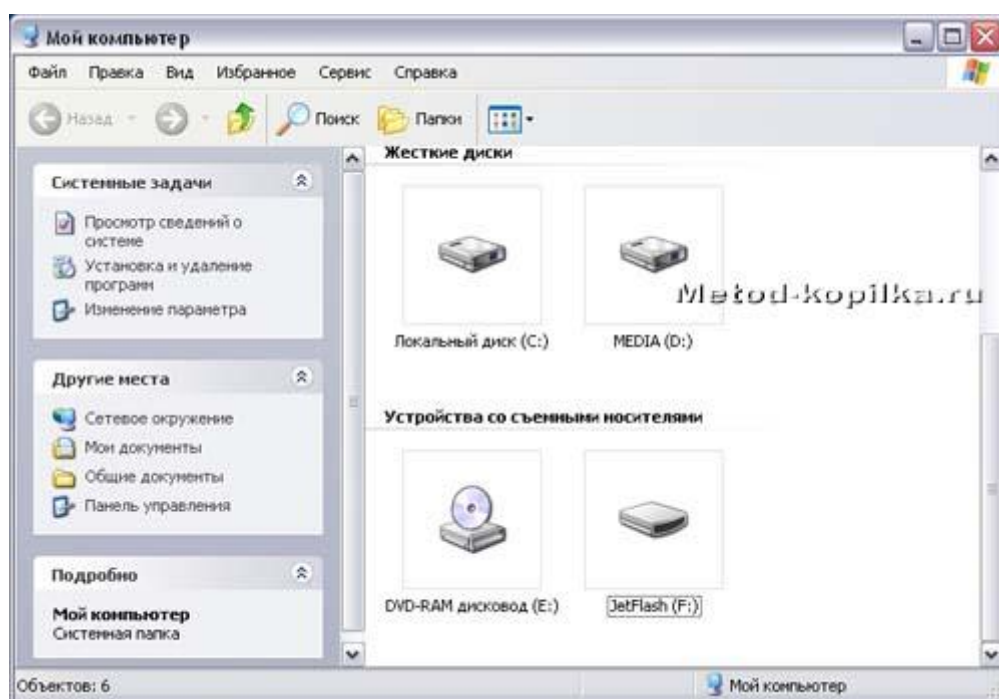 Мой компьютер
Файл Правка Вид Избранное Сервис Справка
Назад Поиск Папки
Системные задачи
Просмотр сведений о
системе
Установка и удаление
программ
Изменение параметра
Другие места
Сетевое окружение
Мои документы
Общие документы
Панель управления
Подробно
Мой компьютер
Системная папка
Жесткие диски
Локальный диск (C:) MEDIA (D:)
Metod-kopilka.ru
Устройства со съемными носителями
DVD-RAM дисковод (E:) JetFlash (F:)
Объектов: 6 Мой компьютер